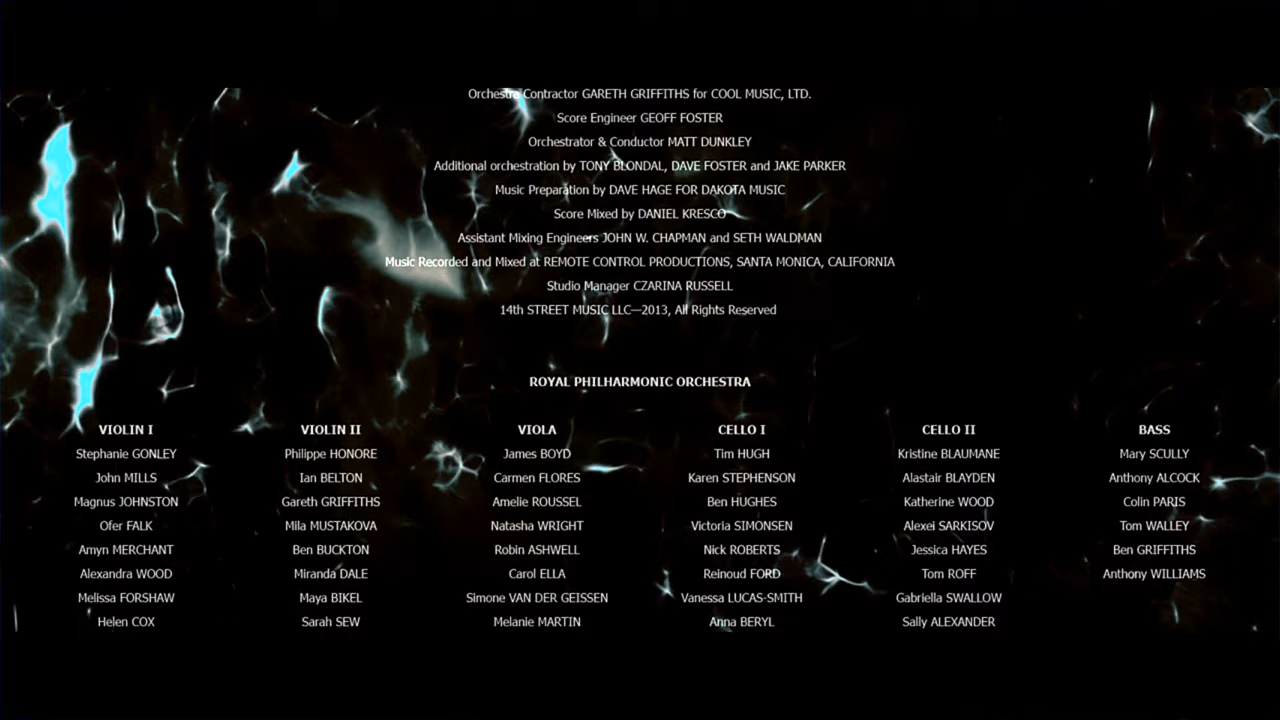 Orchestra Contractor GARETH GRIFFITHS for COOL MUSIC, LTD.
Score Engineer GEOFF FOSTER
Orchestrator & Conductor MATT DUNKLEY
Additional orchestration by TONY BLONDAL, DAVE FOSTER and JAKE PARKER
Music Preparation by DAVE HAGE FOR DAKOTA MUSIC
Score Mixed by DANIEL KRESCO
Assistant Mixing Engineers JOHN W. CHAPMAN and SETH WALDMAN
Music Recorded and Mixed at REMOTE CONTROL PRODUCTIONS, SANTA MONICA, CALIFORNIA
Studio Manager CZARINA RUSSELL
14th STREET MUSIC LLC—2013, All Rights Reserved
ROYAL PHILHARMONIC ORCHESTRA
VIOLIN I
Stephanie GONLEY
John MILLS
Magnus JOHNSTON
Ofer FALK
Amyn MERCHANT
Alexandra WOOD
Melissa FORSHAW
Helen COX
VIOLIN II
Philippe HONORE
Ian BELTON
Gareth GRIFFITHS
Mila MUSTAKOVA
Ben BUCKTON
Miranda DALE
Maya BIKEL
Sarah SEW
VIOLA
James BOYD
Carmen FLORES
Amelie ROUSSEL
Natasha WRIGHT
Robin ASHWELL
Carol ELLA
Simone VAN DER GEISSEN
Melanie MARTIN
CELLO I
Tim HUGH
Karen STEPHENSON
Ben HUGHES
Victoria SIMONSEN
Nick ROBERTS
Reinoud FORD
Vanessa LUCAS-SMITH
Anna BERYL
CELLO II
Kristine BLAUMANE
Alastair BLAYDEN
Katherine WOOD
Alexei SARKISOV
Jessica HAYES
Tom ROFF
Gabriella SWALLOW
Sally ALEXANDER
BASS
Mary SCULLY
Anthony ALCOCK
Colin PARIS
Tom WALLEY
Ben GRIFFITHS
Anthony WILLIAMS